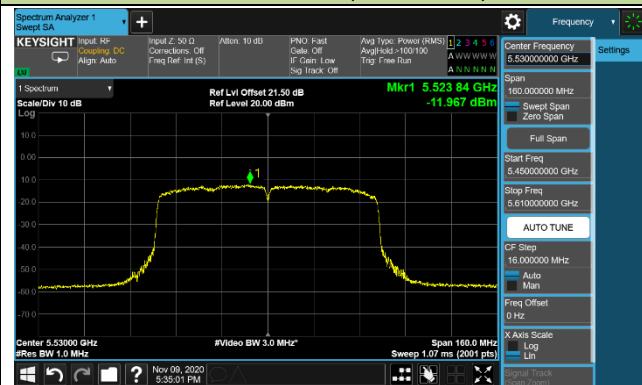 Spectrum Analyzer 1
Swept SA
Frequency
KEYSIGHT
Input: RF
Coupling: DC
Align: Auto
Input Z: 50 Ω
Corrections: Off
Freq Ref: Int (S)
Atten: 10 dB
PNO: Fast
Gate: Off
IF Gain: Low
Sig Track: Off
Avg Type: Power (RMS)
Avg|Hold:>100/100
Trig: Free Run
1 2 3 4 5 6
A W W W W W
A N N N N N
LXI
Center Frequency
5.530000000 GHz
Settings
Span
160.000000 MHz
Swept Span
Zero Span
Full Span
Start Freq
5.450000000 GHz
Stop Freq
5.610000000 GHz
AUTO TUNE
CF Step
16.000000 MHz
Auto
Man
Freq Offset
0 Hz
X Axis Scale
Log
Lin
Signal Track
(Span Zoom)
1 Spectrum
Scale/Div 10 dB
Log
Ref Lvl Offset 21.50 dB
Ref Level 20.00 dBm
Mkr1 5.523 84 GHz
-11.967 dBm
1
10.0
0.00
-10.0
-20.0
-30.0
-40.0
-50.0
-60.0
-70.0
Center 5.53000 GHz
#Res BW 1.0 MHz
#Video BW 3.0 MHz*
Span 160.0 MHz
Sweep 1.07 ms (2001 pts)
Nov 09, 2020
5:35:01 PM